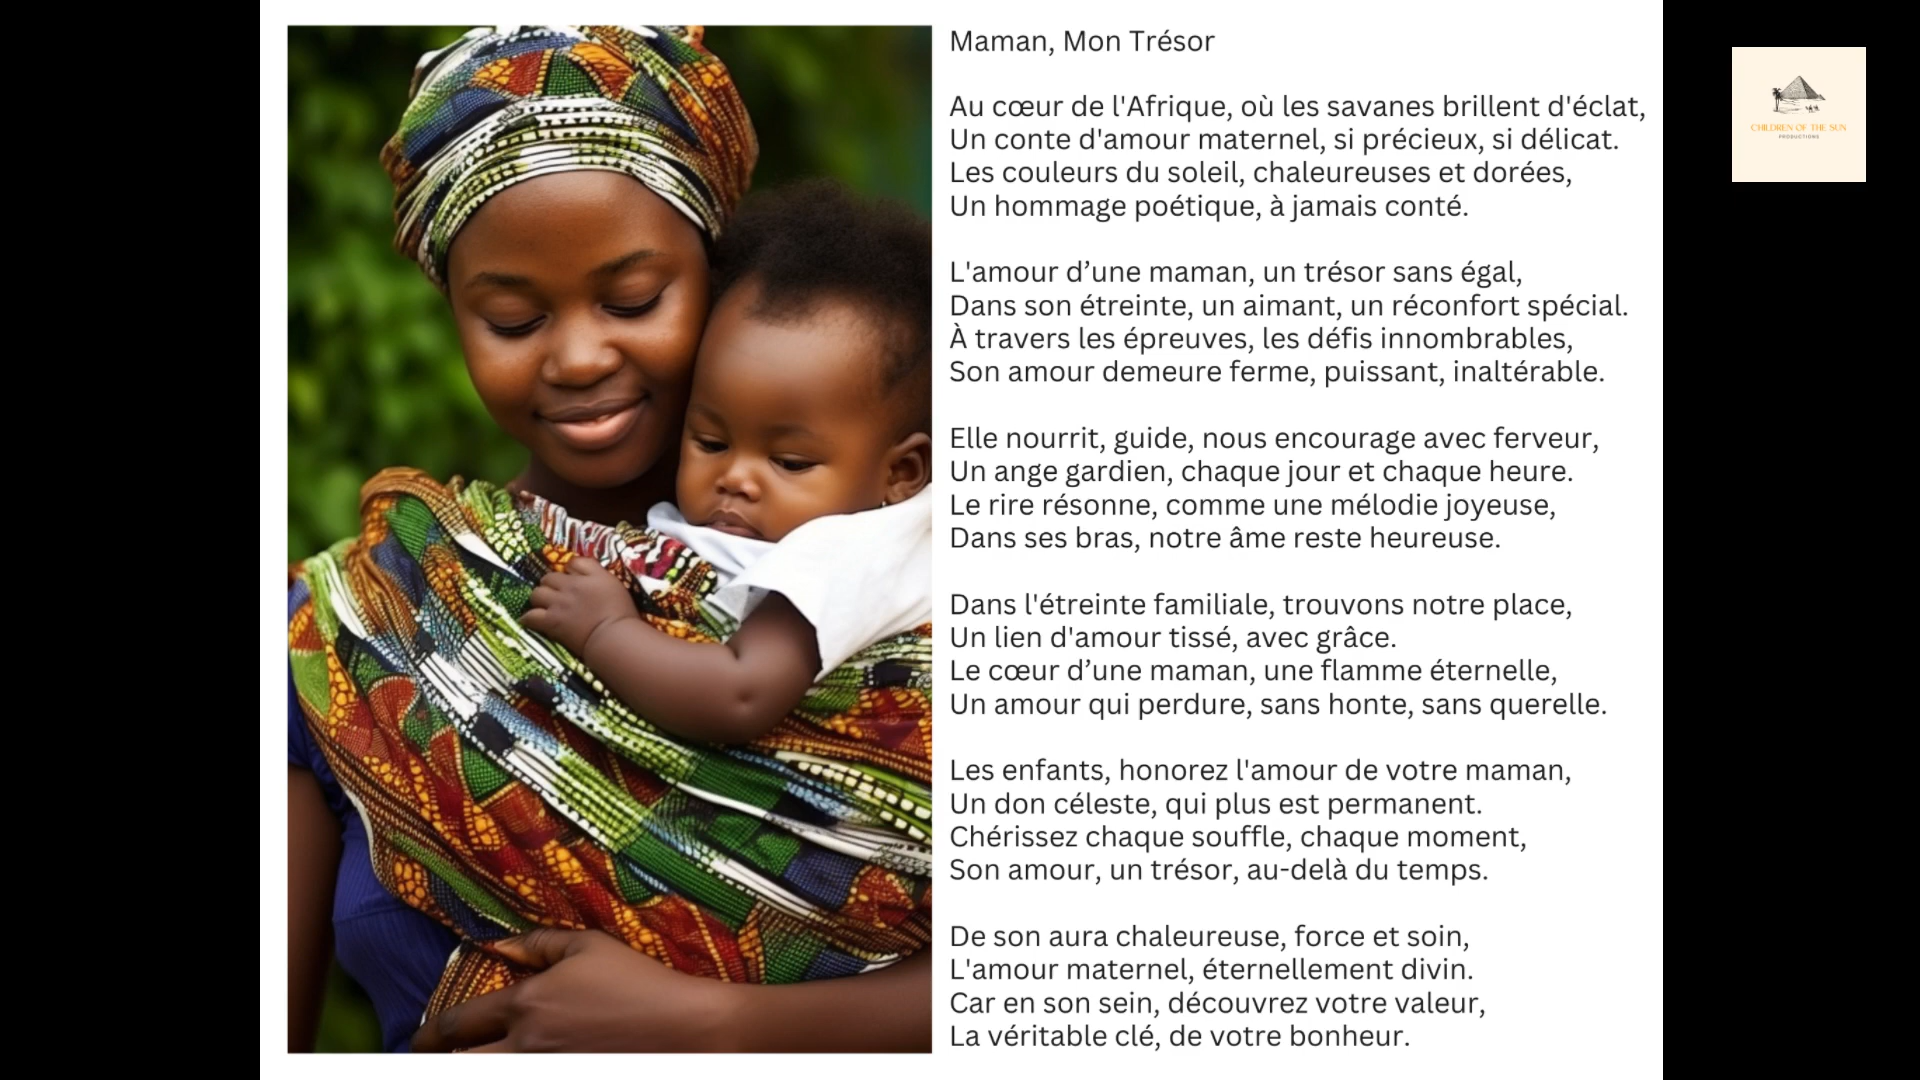 Maman, Mon Trésor
Au cœur de l'Afrique, où les savanes brillent d'éclat,
Un conte d'amour maternel, si précieux, si délicat.
Les couleurs du soleil, chaleureuses et dorées,
Un hommage poétique, à jamais conté.
L'amour d’une maman, un trésor sans égal,
Dans son étreinte, un aimant, un réconfort spécial.
À travers les épreuves, les défis innombrables,
Son amour demeure ferme, puissant, inaltérable.
Elle nourrit, guide, nous encourage avec ferveur,
Un ange gardien, chaque jour et chaque heure.
Le rire résonne, comme une mélodie joyeuse,
Dans ses bras, notre âme reste heureuse.
Dans l'étreinte familiale, trouvons notre place,
Un lien d'amour tissé, avec grâce.
Le cœur d’une maman, une flamme éternelle,
Un amour qui perdure, sans honte, sans querelle.
Les enfants, honorez l'amour de votre maman,
Un don céleste, qui plus est permanent.
Chérissez chaque souffle, chaque moment,
Son amour, un trésor, au-delà du temps.
De son aura chaleureuse, force et soin,
L'amour maternel, éternellement divin.
Car en son sein, découvrez votre valeur,
La véritable clé, de votre bonheur.
CHILDREN OF THE SUN
PRODUCTIONS